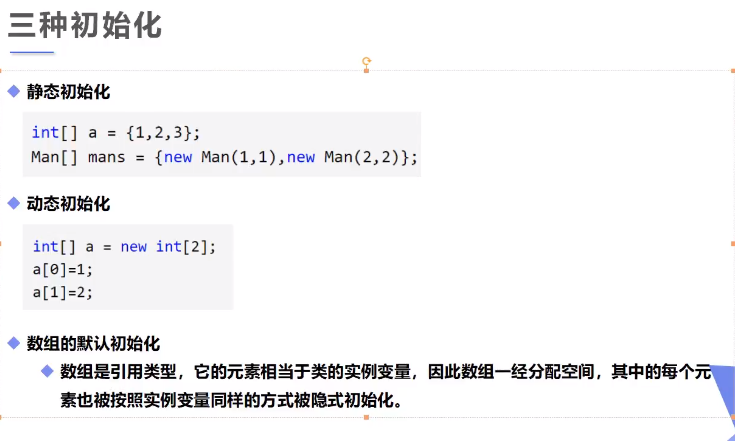 三种初始化
静态初始化
int[] a = {1,2,3};
Man[] mans = {new Man(1,1),new Man(2,2)};
动态初始化
int[] a = new int[2];
a[0]=1;
a[1]=2;
数组的默认初始化
数组是引用类型，它的元素相当于类的实例变量，因此数组一经分配空间，其中的每个元
素也被按照实例变量同样的方式被隐式初始化。